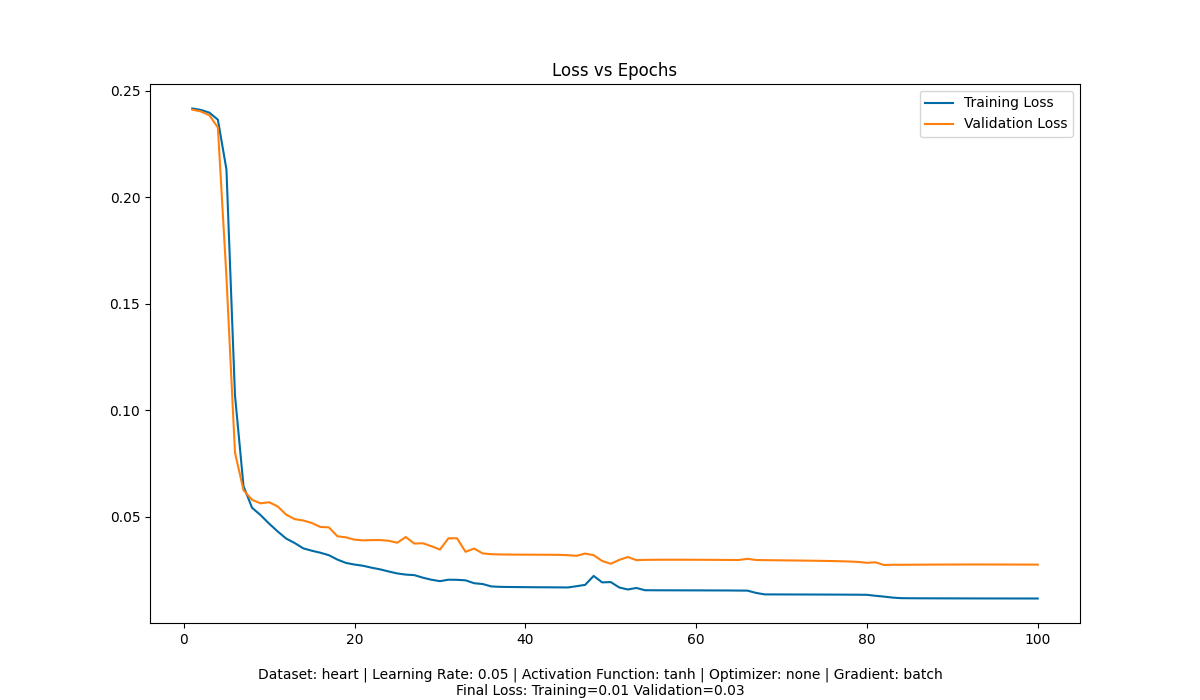 Loss vs Epochs
0.25
0.20
0.15
0.10
0.05
Training Loss
Validation Loss
0 20 40 60 80 100
Dataset: heart | Learning Rate: 0.05 | Activation Function: tanh | Optimizer: none | Gradient: batch
Final Loss: Training=0.01 Validation=0.03